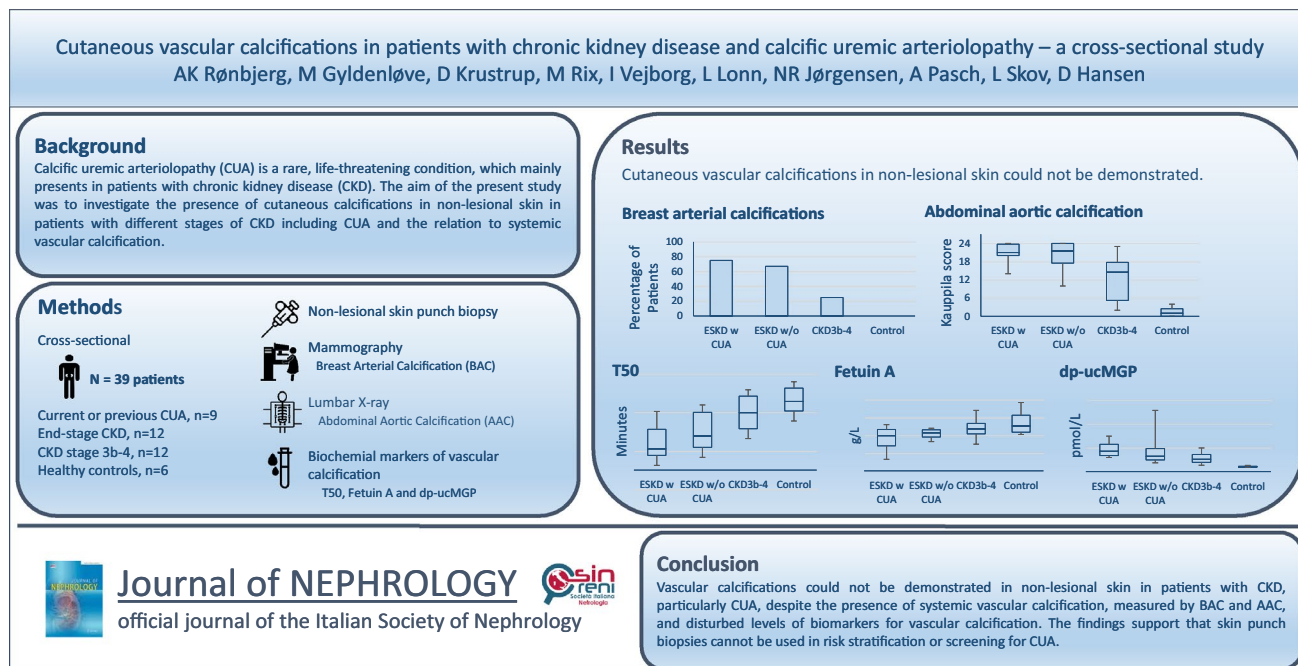 Cutaneous vascular calcifications in patients with chronic kidney disease and calcific uremic arteriolopathy – a cross-sectional study
AK Rønbjerg, M Gyldenløve, D Krustrup, M Rix, I Vejborg, L Lonn, NR Jørgensen, A Pasch, L Skov, D Hansen
Background
Calcific uremic arteriolopathy (CUA) is a rare, life-threatening condition, which mainly
presents in patients with chronic kidney disease (CKD). The aim of the present study
was to investigate the presence of cutaneous calcifications in non-lesional skin in
patients with different stages of CKD including CUA and the relation to systemic
vascular calcification.
Methods
Cross-sectional
N = 39 patients
Current or previous CUA, n=9
End-stage CKD, n=12
CKD stage 3b-4, n=12
Healthy controls, n=6
Non-lesional skin punch biopsy
Mammography
Breast Arterial Calcification (BAC)
Lumbar X-ray
Abdominal Aortic Calcification (AAC)
Biochemical markers of vascular
calcification
T50, Fetuin A and dp-ucMGP
Results
Cutaneous vascular calcifications in non-lesional skin could not be demonstrated.
Breast arterial calcifications
Percentage of
Patients
100
80
60
40
20
0
ESKD w
CUA
ESKD w/o
CUA
CKD3b-4
Control
Abdominal aortic calcification
Kauppila score
24
18
12
6
0
ESKD w
CUA
ESKD w/o
CUA
CKD3b-4
Control
T50
Minutes
ESKD w
CUA
ESKD w/o
CUA
CKD3b-4
Control
Fetuin A
g/L
ESKD w
CUA
ESKD w/o
CUA
CKD3b-4
Control
dp-ucMGP
pmol/L
ESKD w
CUA
ESKD w/o
CUA
CKD3b-4
Control
JOURNAL OF
NEPHROLOGY
Journal of NEPHROLOGY
official journal of the Italian Society of Nephrology
sin
reni
Società Italiana
Nefrologia
Conclusion
Vascular calcifications could not be demonstrated in non-lesional skin in patients with CKD,
particularly CUA, despite the presence of systemic vascular calcification, measured by BAC and AAC,
and disturbed levels of biomarkers for vascular calcification. The findings support that skin punch
biopsies cannot be used in risk stratification or screening for CUA.